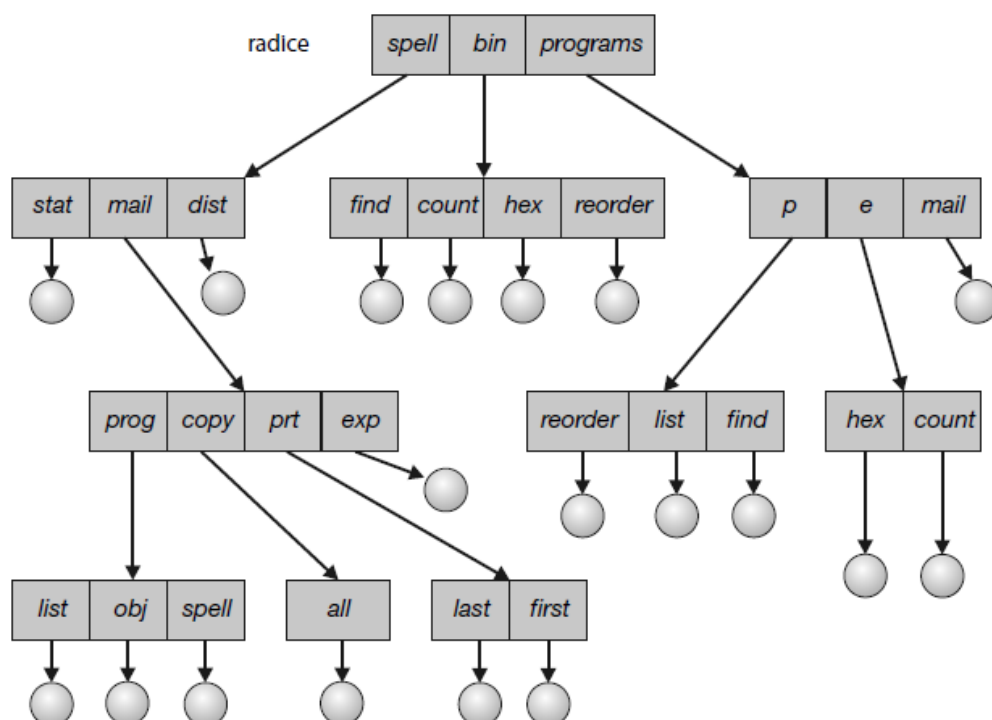 radice spell bin programs
stat mail dist find count hex reorder p e mail
prog copy prt exp reorder list find hex count
list obj spell all last first